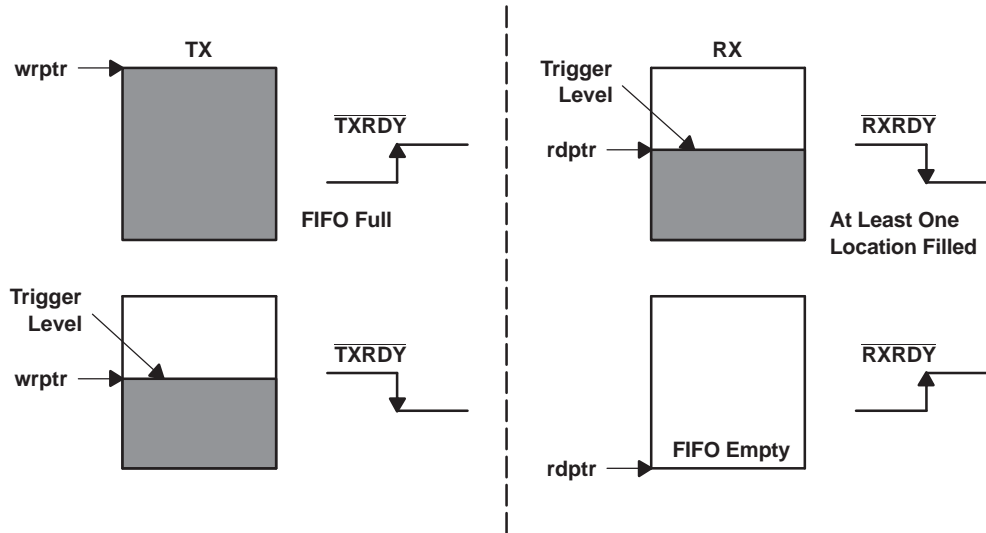 TX
wrptr
TXRDY
FIFO Full
Trigger
Level
wrptr
TXRDY
RX
Trigger
Level
rdptr
RXRDY
At Least One
Location Filled
RXRDY
FIFO Empty
rdptr